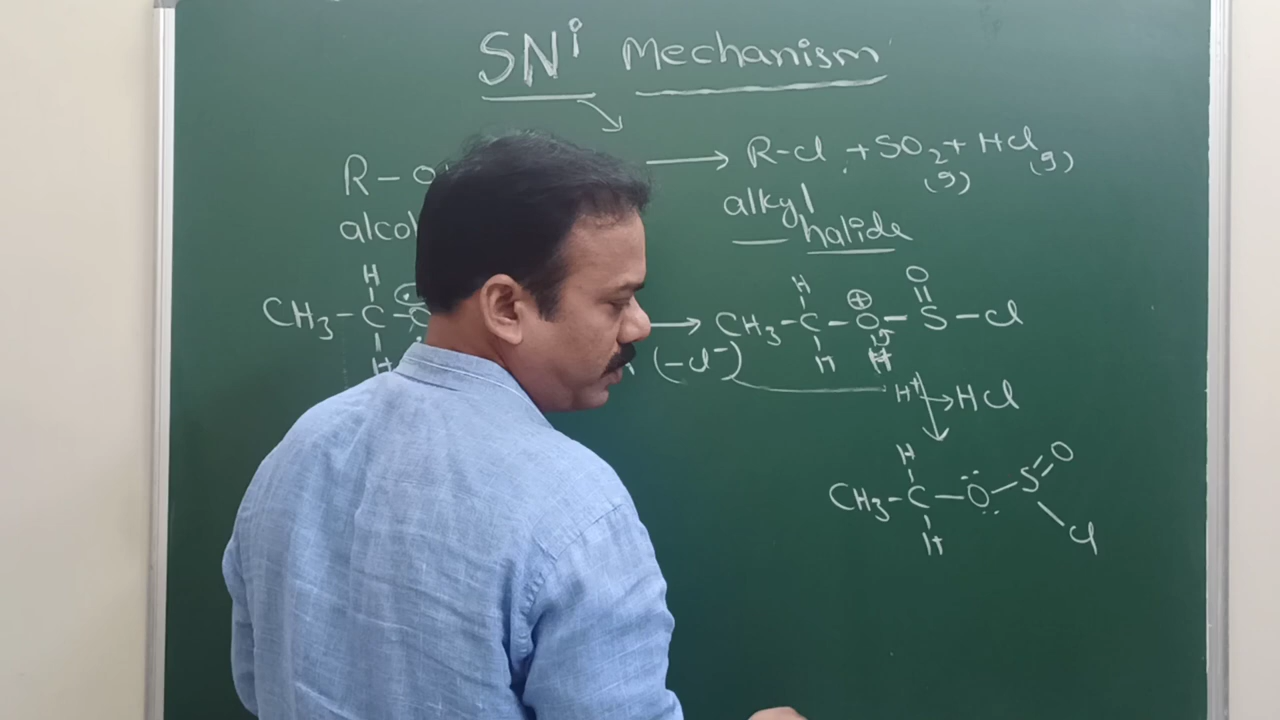 SNi Mechanism
R-O → R-Cl + SO2 + HCl
(g) (g)
alcoh alkyl
halide
H H ⊕ O
CH3-C-O → CH3-C-O-S-Cl
H (-Cl-) H H
H+ → HCl
H O
CH3-C-O-S
H Cl